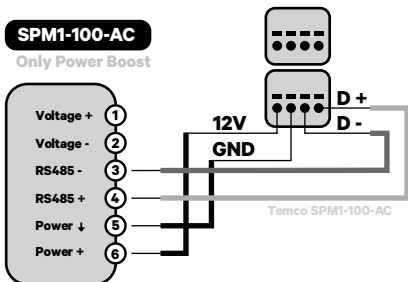 SPM1-100-AC
Only Power Boost
D +
Voltage + 1
12V
D -
Voltage - 2
GND
RS485 - 3
RS485 + 4
Temco SPM1-100-AC
Power ↓ 5
Power + 6